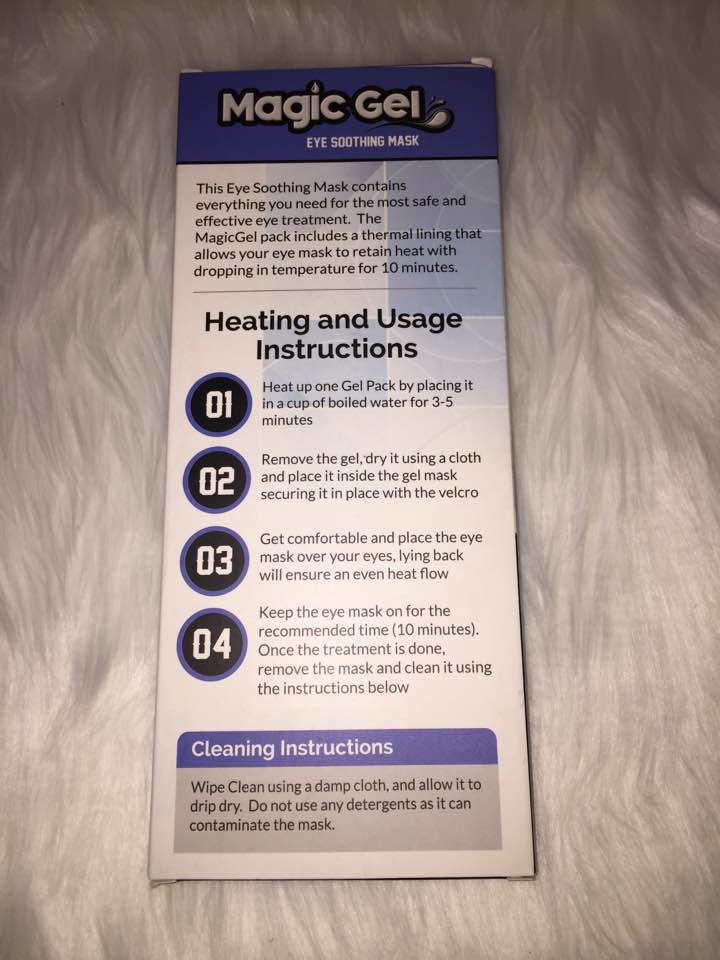 Magic Gel
EYE SOOTHING MASK
This Eye Soothing Mask contains
everything you need for the most safe and
effective eye treatment. The
MagicGel pack includes a thermal lining that
allows your eye mask to retain heat with
dropping in temperature for 10 minutes.
Heating and Usage
Instructions
01
Heat up one Gel Pack by placing it
in a cup of boiled water for 3-5
minutes
02
Remove the gel, dry it using a cloth
and place it inside the gel mask
securing it in place with the velcro
03
Get comfortable and place the eye
mask over your eyes, lying back
will ensure an even heat flow
04
Keep the eye mask on for the
recommended time (10 minutes).
Once the treatment is done,
remove the mask and clean it using
the instructions below
Cleaning Instructions
Wipe Clean using a damp cloth, and allow it to
drip dry. Do not use any detergents as it can
contaminate the mask.